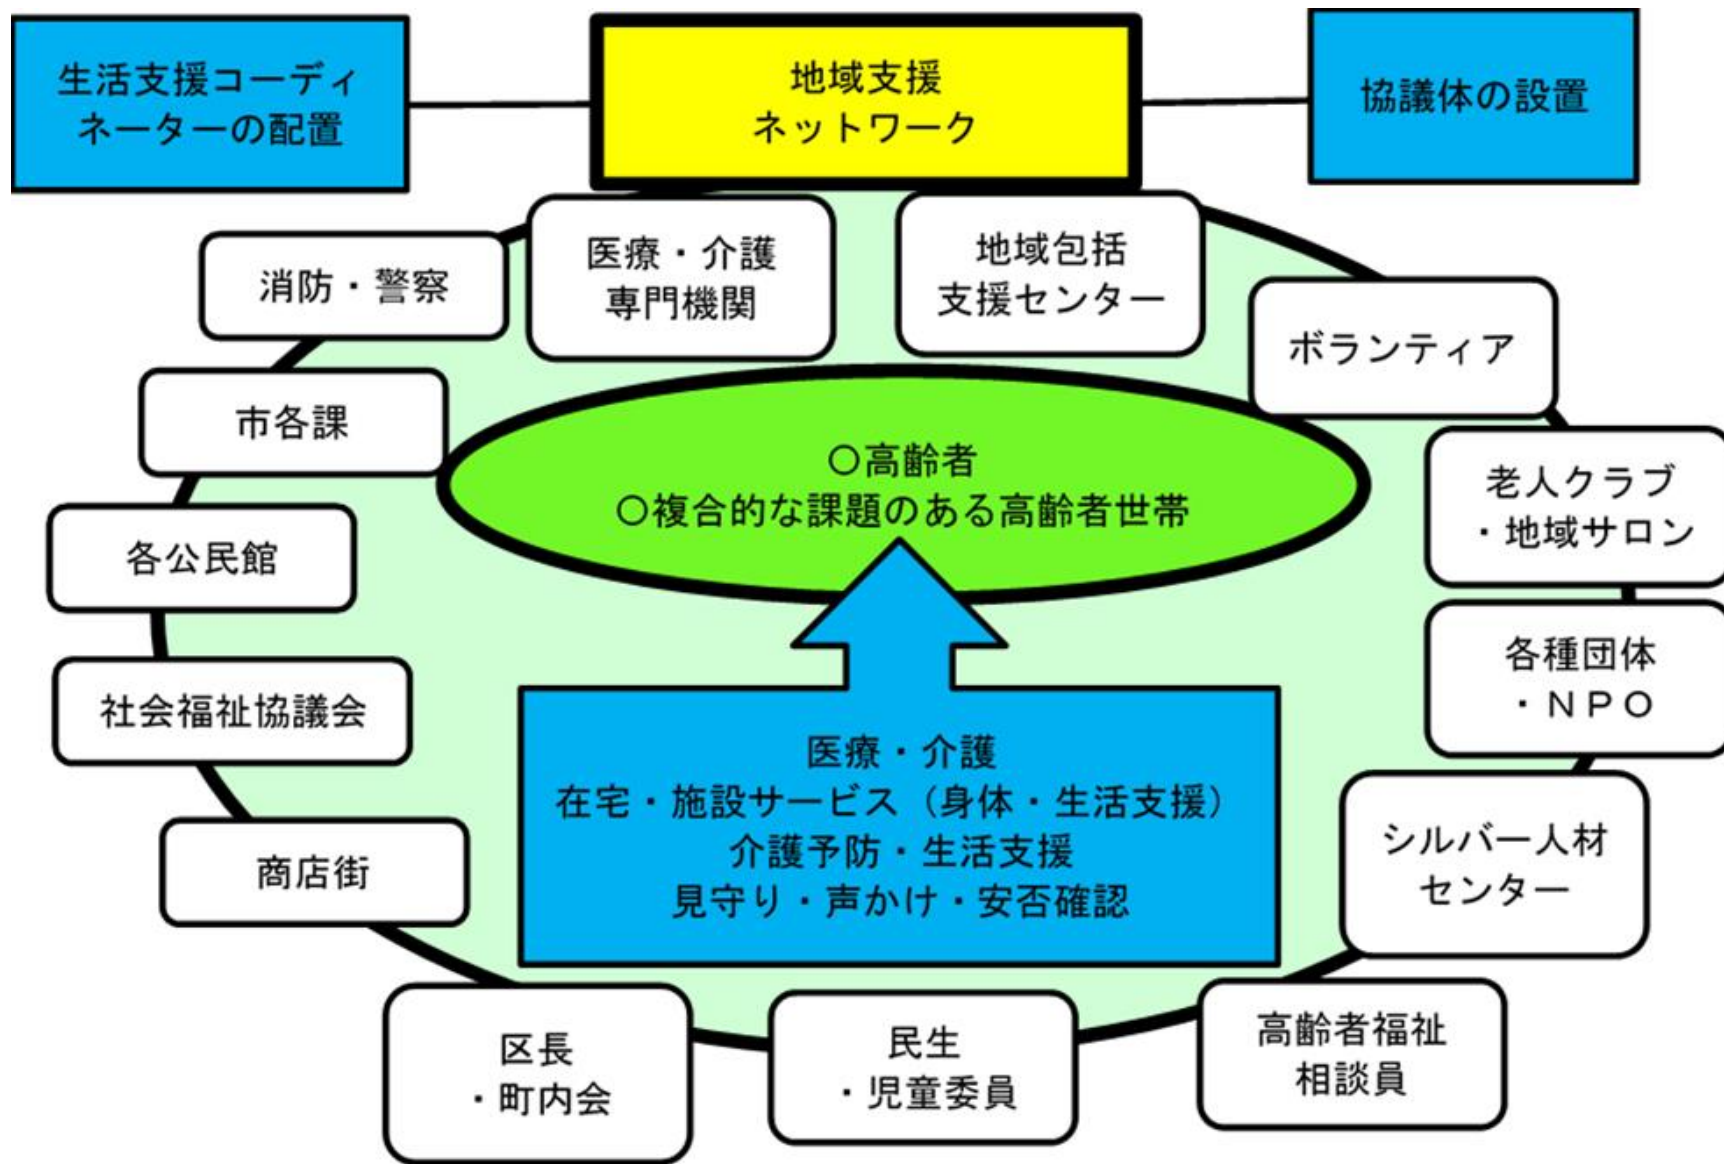 生活支援コーディ
ネーターの配置
地域支援
ネットワーク
協議体の設置
消防・警察
医療・介護
専門機関
地域包括
支援センター
ボランティア
市各課
○高齢者
○複合的な課題のある高齢者世帯
老人クラブ
・地域サロン
各公民館
各種団体
・ＮＰＯ
社会福祉協議会
医療・介護
在宅・施設サービス（身体・生活支援）
介護予防・生活支援
見守り・声かけ・安否確認
シルバー人材
センター
商店街
区長
・町内会
民生
・児童委員
高齢者福祉
相談員